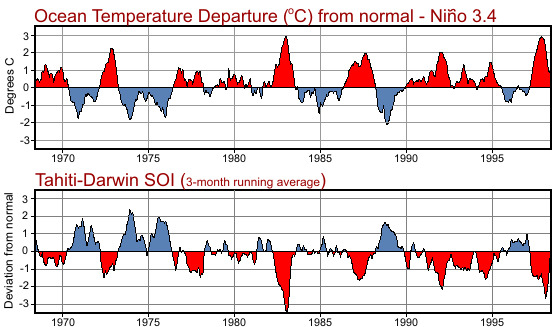 Ocean Temperature Departure (°C) from normal - Niño 3.4
Degrees C
3
2
1
0
-1
-2
-3
1970 1975 1980 1985 1990 1995
Tahiti-Darwin SOI (3-month running average)
Deviation from normal
3
2
1
0
-1
-2
-3
1970 1975 1980 1985 1990 1995